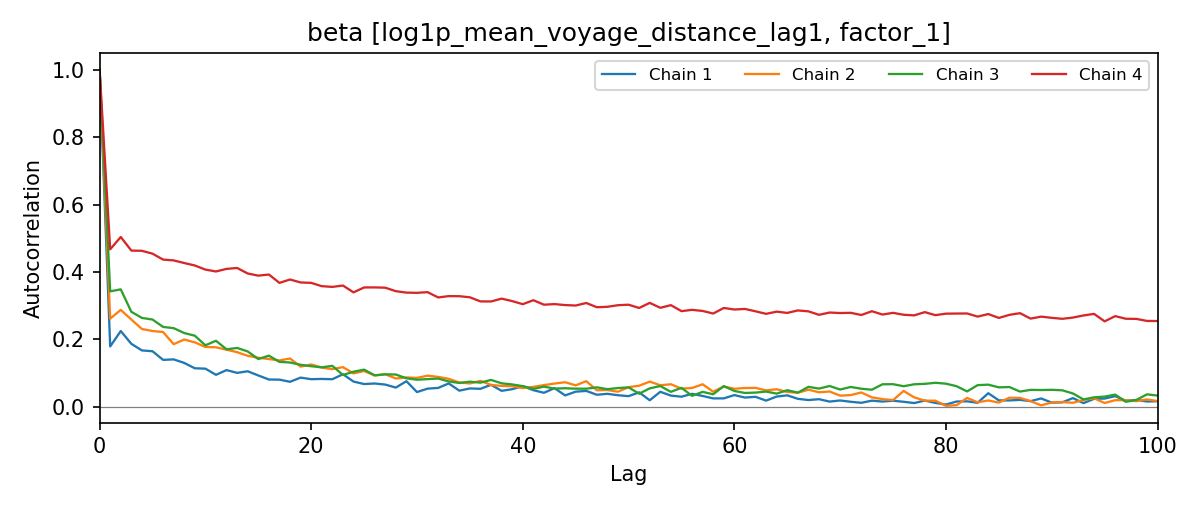 beta [log1p_mean_voyage_distance_lag1, factor_1]
Chain 1
Chain 2
Chain 3
Chain 4
Autocorrelation
1.0
0.8
0.6
0.4
0.2
0.0
0
20
40
60
80
100
Lag